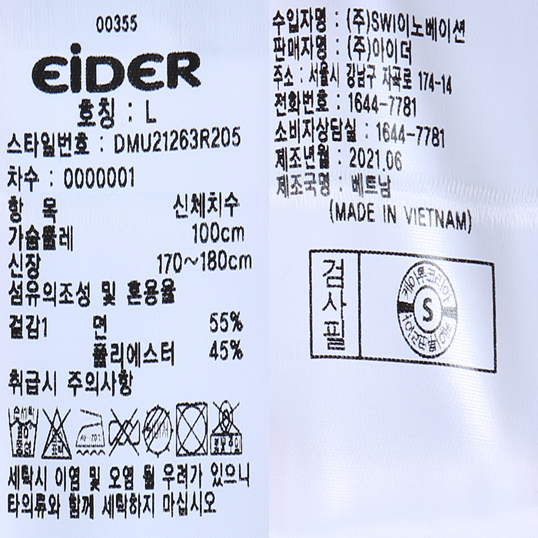 00355
EiDER
호칭 : L
스타일번호 : DMU21263R205
차수 : 0000001
항 목 신체치수
가슴둘레 100cm
신장 170~180cm
섬유의조성 및 혼용율
겉감1 면 55%
폴리에스터 45%
취급시 주의사항
세탁시 이염 및 오염 될 우려가 있으니
타의류와 함께 세탁하지 마십시오
수입자명 : (주)SWI이노베이션
판매자명 : (주)아이더
주소 : 서울시 강남구 자곡로 174-14
전화번호 : 1644-7781
소비자상담실 : 1644-7781
제조년월 : 2021.06
제조국명 : 베트남
(MADE IN VIETNAM)
검사필
S